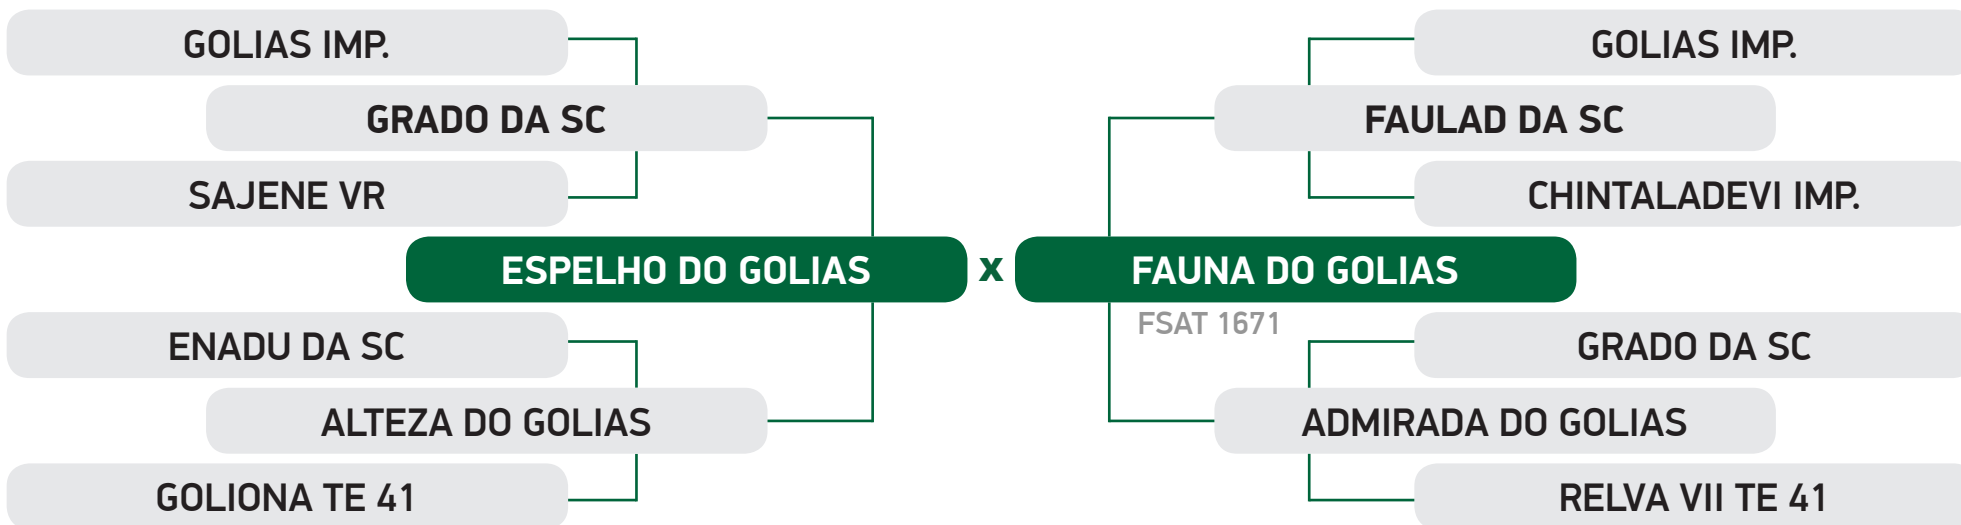 GOLIAS IMP.
GRADO DA SC
SAJENE VR
ESPELHO DO GOLIAS
ENADU DA SC
ALTEZA DO GOLIAS
GOLIONA TE 41
x
GOLIAS IMP.
FAULAD DA SC
CHINTALADEVI IMP.
FAUNA DO GOLIAS
FSAT 1671
GRADO DA SC
ADMIRADA DO GOLIAS
RELVA VII TE 41